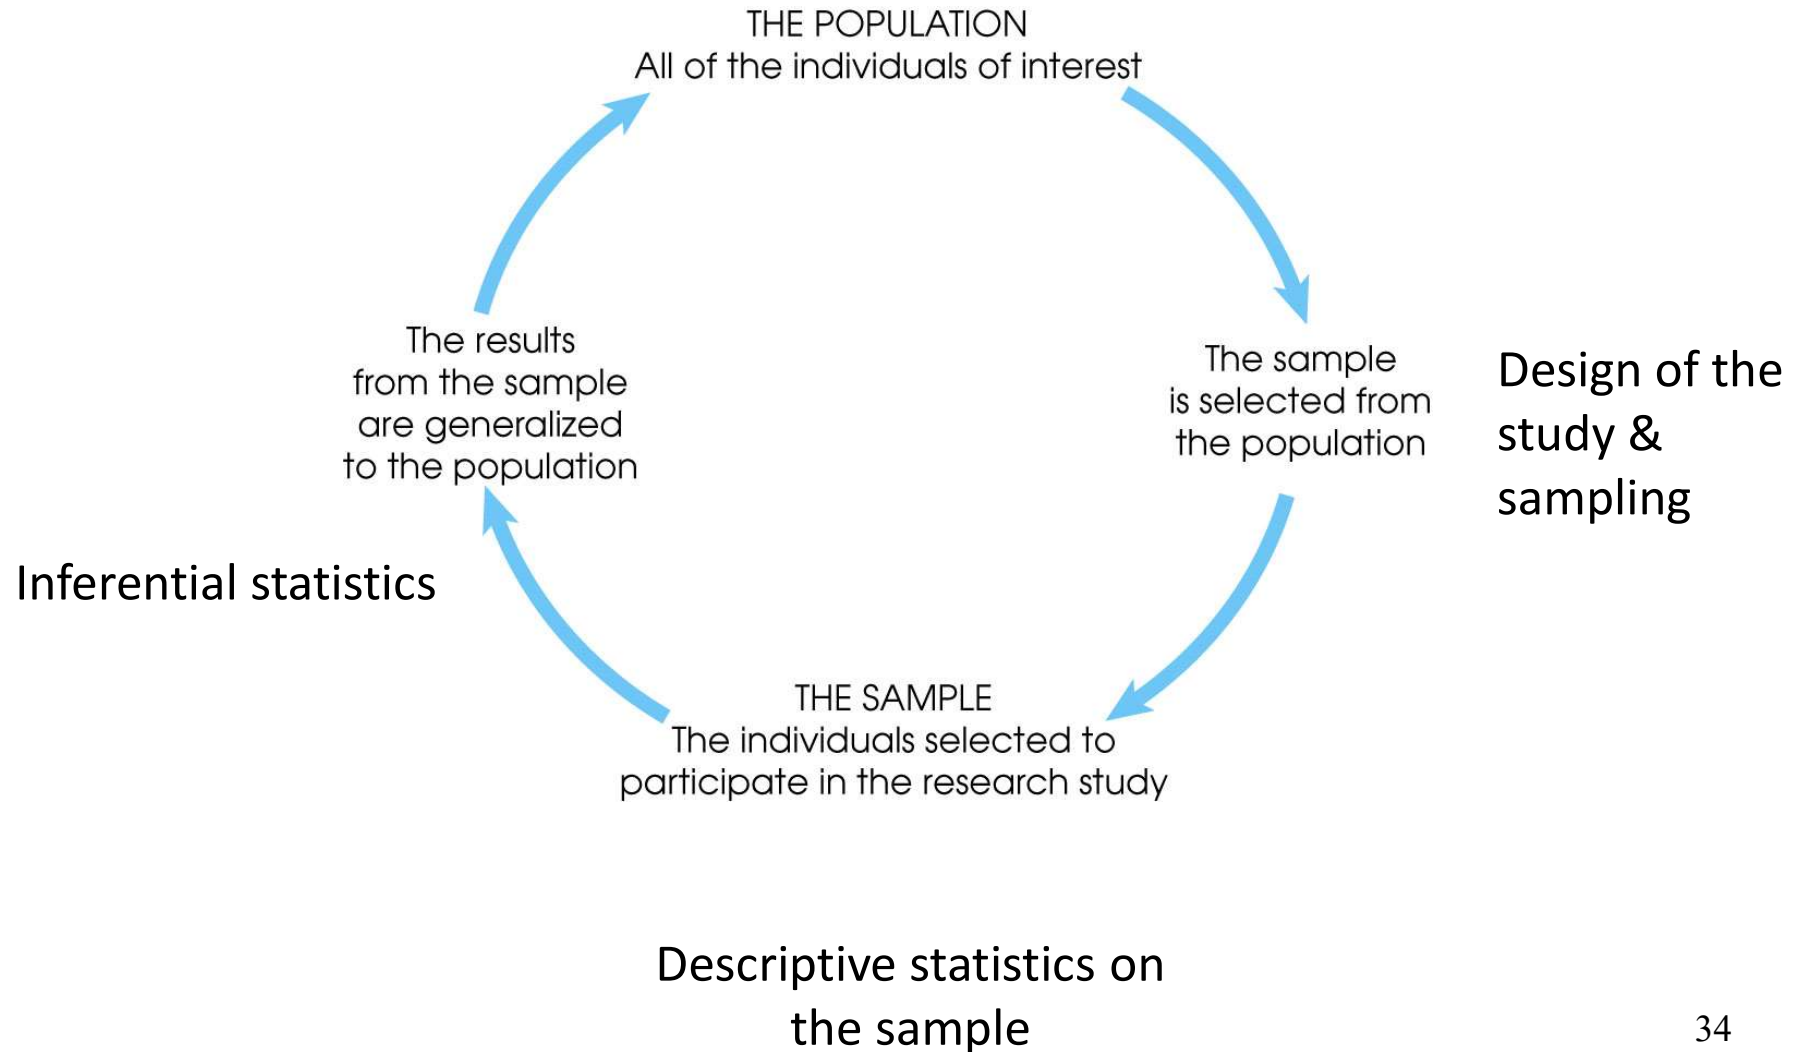 THE POPULATION
All of the individuals of interest
The results
from the sample
are generalized
to the population
The sample
is selected from
the population
Design of the
study &
sampling
Inferential statistics
THE SAMPLE
The individuals selected to
participate in the research study
Descriptive statistics on
the sample
34